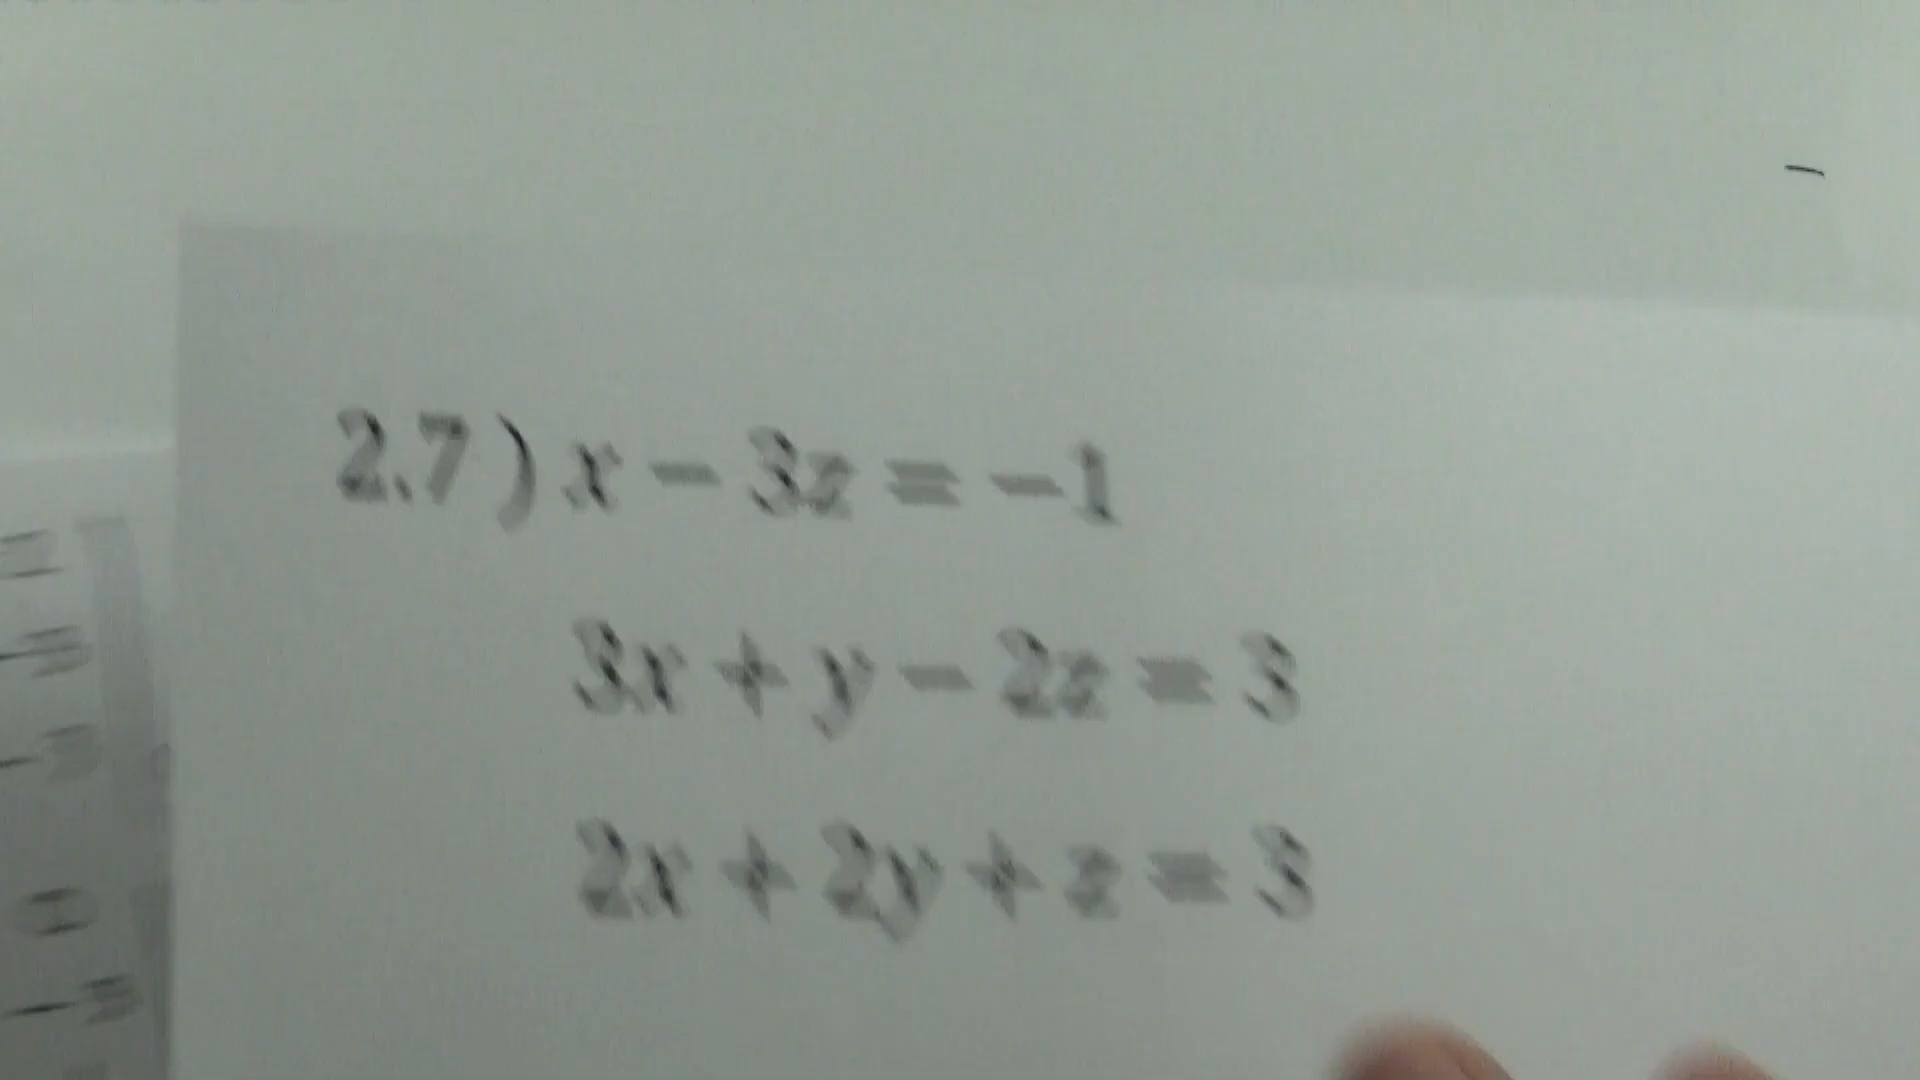 2.7) x − 3z = −1
3x + y − 2z = 3
2x + 2y + z = 3